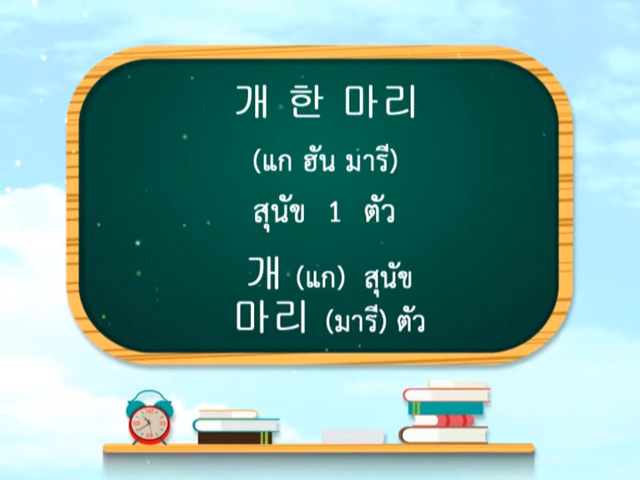 개 한 마리
(แก ฮัน มารี)
สุนัข 1 ตัว
개 (แก) สุนัข
마리 (มารี) ตัว